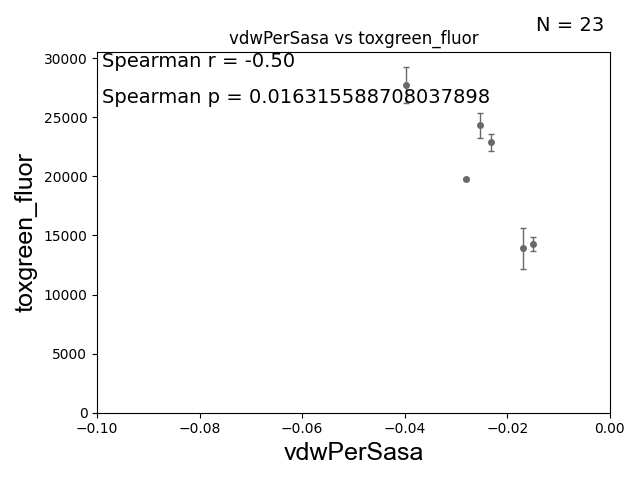 N = 23
vdwPerSasa vs toxgreen_fluor
Spearman r = -0.50
Spearman p = 0.016315588708037898
30000
25000
20000
15000
10000
5000
0
toxgreen_fluor
−0.10 −0.08 −0.06 −0.04 −0.02 0.00
vdwPerSasa